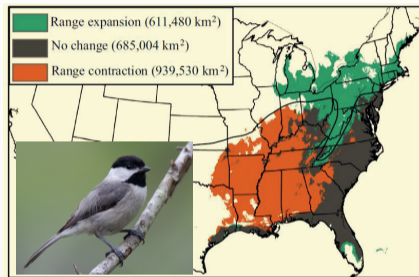 Range expansion (611,480 km²)
No change (685,004 km²)
Range contraction (939,530 km²)